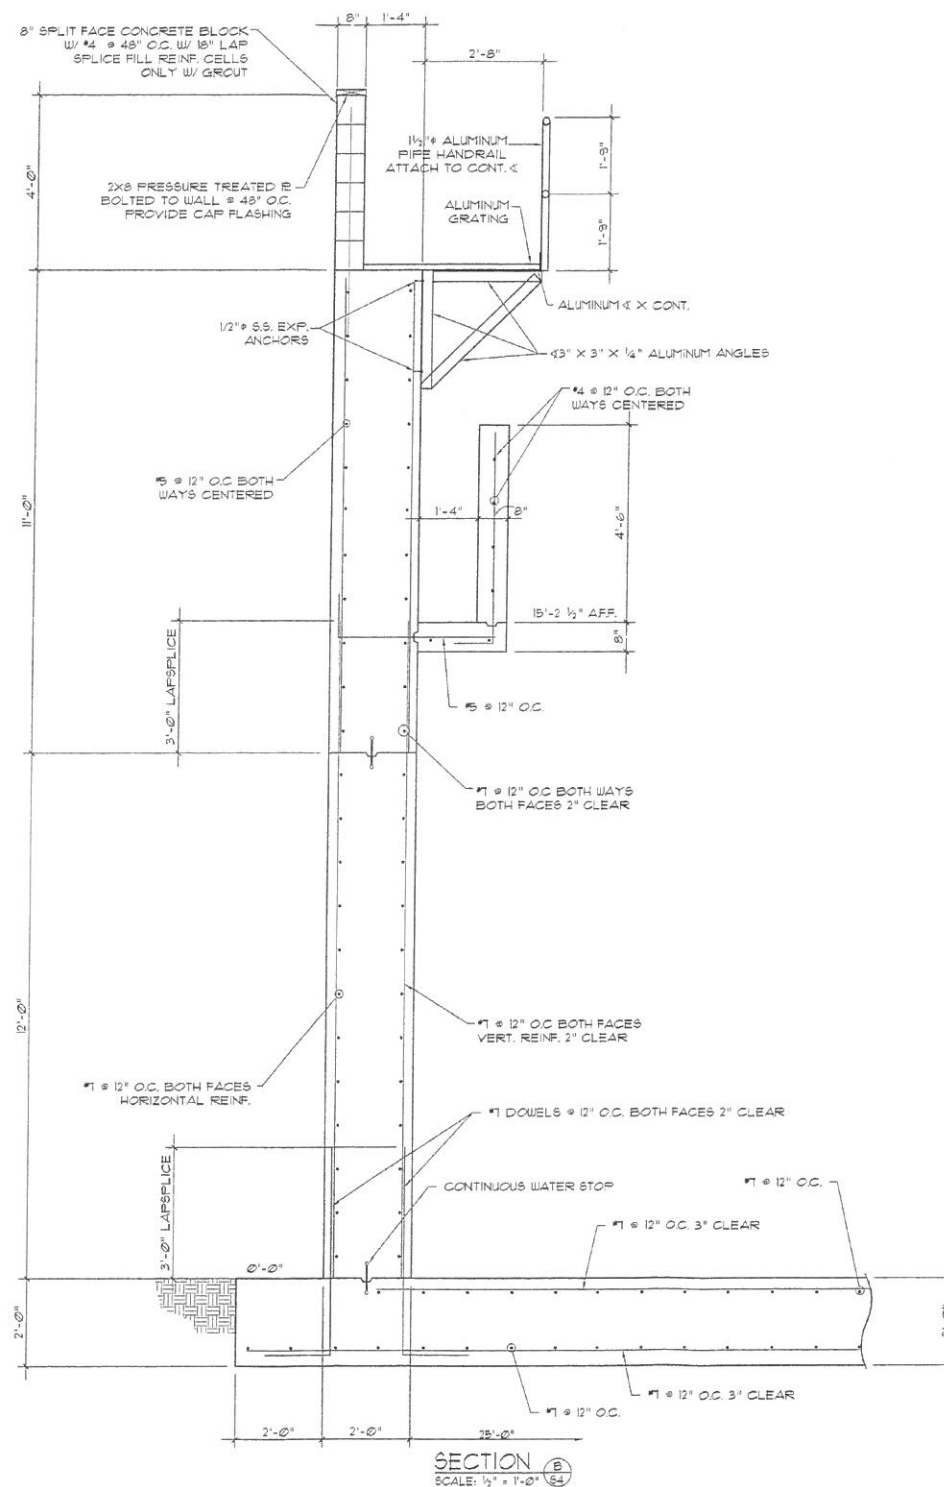 8"
1'-4"
8" SPLIT FACE CONCRETE BLOCK
W/ #4 @ 48" O.C. W/ 18" LAP
SPLICE FILL REINF. CELLS
ONLY W/ GROUT
2'-8"
1½"φ ALUMINUM
PIPE HANDRAIL
ATTACH TO CONT. ∢
1'-9"
4'-0"
2X8 PRESSURE TREATED ℞
BOLTED TO WALL @ 48" O.C.
PROVIDE CAP FLASHING
ALUMINUM
GRATING
1'-9"
ALUMINUM ∢ X CONT.
1/2"φ S.S. EXP.
ANCHORS
∢3" X 3" X ¼" ALUMINUM ANGLES
#4 @ 12" O.C. BOTH
WAYS CENTERED
#5 @ 12" O.C BOTH
WAYS CENTERED
11'-0"
1'-4"
8"
4'-6"
15'-2 ½" A.F.F.
8"
3'-0" LAPSPLICE
#5 @ 12" O.C.
#7 @ 12" O.C BOTH WAYS
BOTH FACES 2" CLEAR
12'-0"
#7 @ 12" O.C BOTH FACES
VERT. REINF. 2" CLEAR
#7 @ 12" O.C. BOTH FACES
HORIZONTAL REINF.
#7 DOWELS @ 12" O.C. BOTH FACES 2" CLEAR
3'-0" LAPSPLICE
CONTINUOUS WATER STOP
#7 @ 12" O.C.
#7 @ 12" O.C. 3" CLEAR
0'-0"
2'-0"
#7 @ 12" O.C. 3" CLEAR
#7 @ 12" O.C.
2'-0"
2'-0"
25'-0"
SECTION B
SCALE: ½" = 1'-0" S4